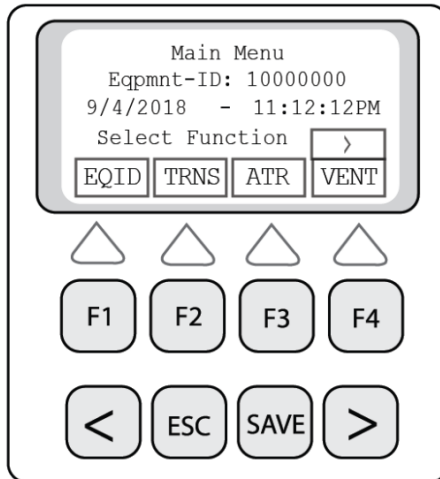 Main Menu
Eqpmnt-ID: 10000000
9/4/2018 - 11:12:12PM
Select Function >
EQID TRNS ATR VENT
F1 F2 F3 F4
< ESC SAVE >